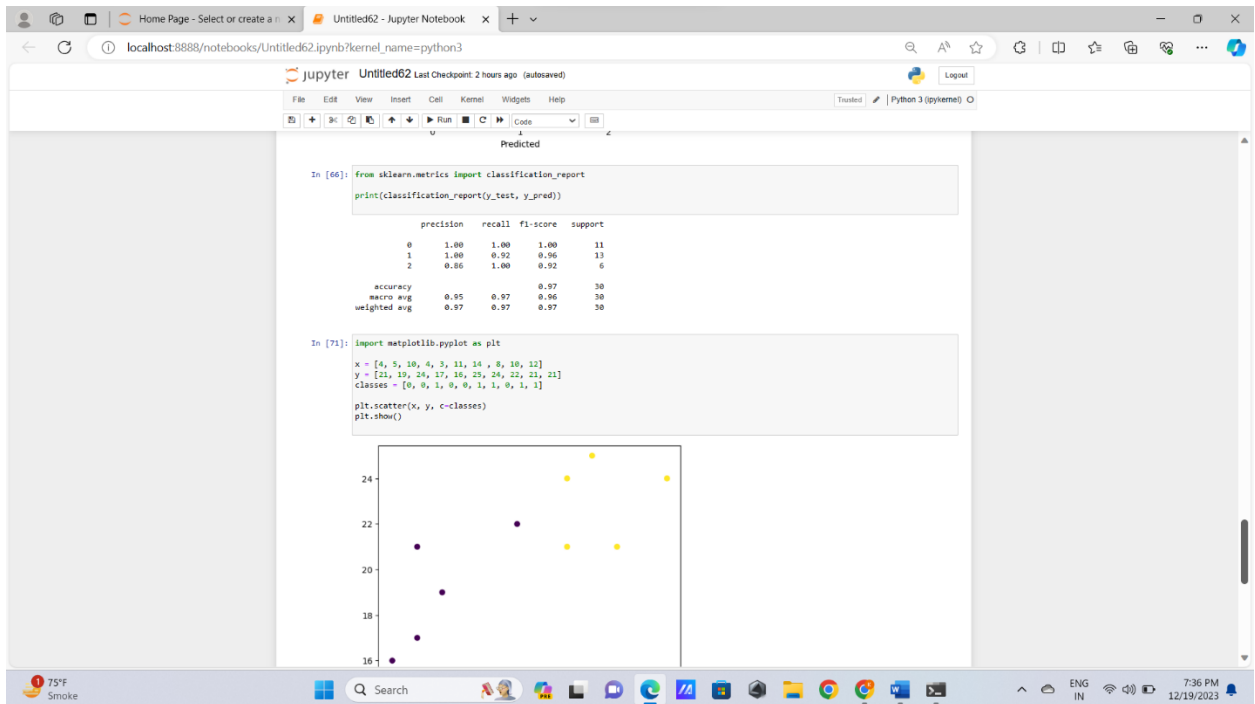 Home Page - Select or create a n
Untitled62 - Jupyter Notebook
localhost:8888/notebooks/Untitled62.ipynb?kernel_name=python3
jupyter Untitled62 Last Checkpoint: 2 hours ago (autosaved)
Logout
File Edit View Insert Cell Kernel Widgets Help
Trusted Python 3 (ipykernel)
Run Code
0 1 2
Predicted
In [66]: from sklearn.metrics import classification_report
print(classification_report(y_test, y_pred))
precision recall f1-score support
0 1.00 1.00 1.00 11
1 1.00 0.92 0.96 13
2 0.86 1.00 0.92 6
accuracy 0.97 30
macro avg 0.95 0.97 0.96 30
weighted avg 0.97 0.97 0.97 30
In [71]: import matplotlib.pyplot as plt
x = [4, 5, 10, 4, 3, 11, 14 , 8, 10, 12]
y = [21, 19, 24, 17, 16, 25, 24, 22, 21, 21]
classes = [0, 0, 1, 0, 0, 1, 1, 0, 1, 1]
plt.scatter(x, y, c=classes)
plt.show()
24
22
20
18
16
1
75°F
Smoke
Search
PRE
ENG
IN
7:36 PM
12/19/2023